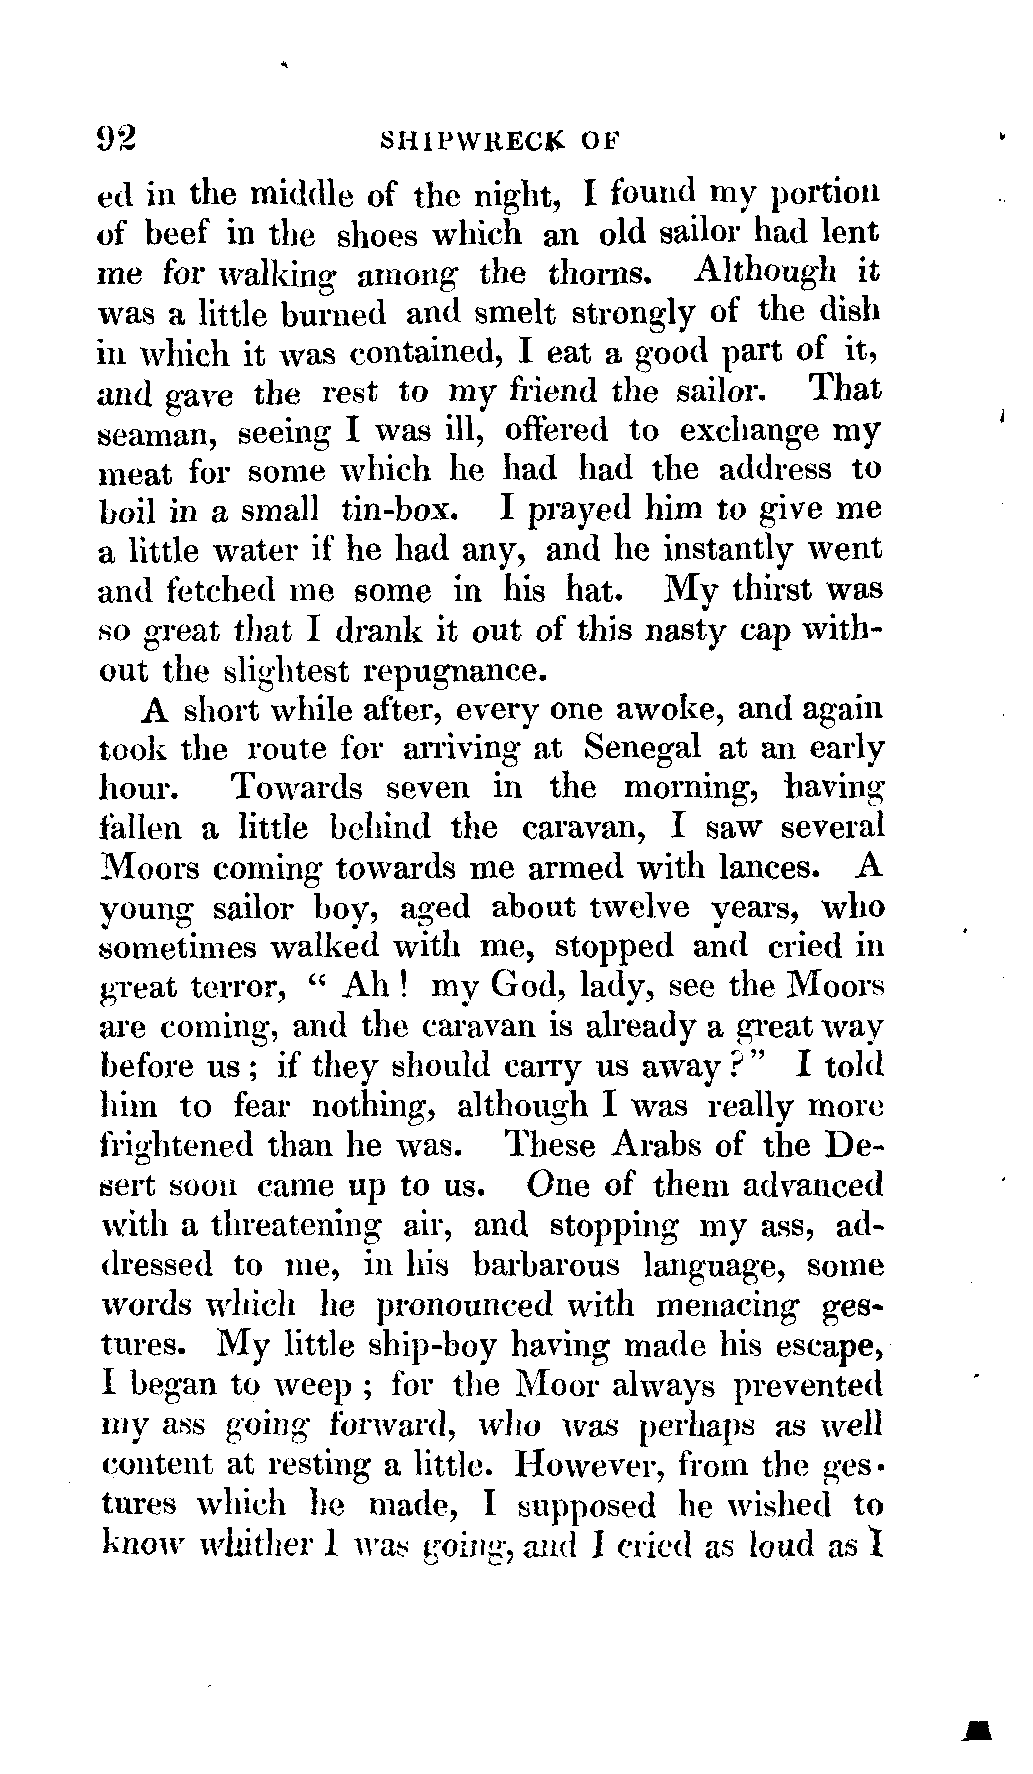 92 SHIPWRECK OF
ed in the middle of the night, I found my portion
of beef in the shoes which an old sailor had lent
me for walking among the thorns. Although it
was a little burned and smelt strongly of the dish
in which it was contained, I eat a good part of it,
and gave the rest to my friend the sailor. That
seaman, seeing I was ill, offered to exchange my
meat for some which he had had the address to
boil in a small tin-box. I prayed him to give me
a little water if he had any, and he instantly went
and fetched me some in his hat. My thirst was
so great that I drank it out of this nasty cap with-
out the slightest repugnance.
A short while after, every one awoke, and again
took the route for arriving at Senegal at an early
hour. Towards seven in the morning, having
fallen a little behind the caravan, I saw several
Moors coming towards me armed with lances. A
young sailor boy, aged about twelve years, who
sometimes walked with me, stopped and cried in
great terror, “ Ah ! my God, lady, see the Moors
are coming, and the caravan is already a great way
before us ; if they should carry us away ?” I told
him to fear nothing, although I was really more
frightened than he was. These Arabs of the De-
sert soon came up to us. One of them advanced
with a threatening air, and stopping my ass, ad-
dressed to me, in his barbarous language, some
words which he pronounced with menacing ges-
tures. My little ship-boy having made his escape,
I began to weep ; for the Moor always prevented
my ass going forward, who was perhaps as well
content at resting a little. However, from the ges-
tures which he made, I supposed he wished to
know whither I was going, and I cried as loud as I